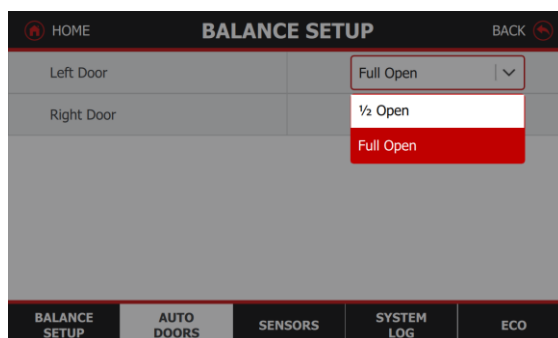 HOME
BALANCE SETUP
BACK
Left Door
Full Open
Right Door
½ Open
Full Open
BALANCE
SETUP
AUTO
DOORS
SENSORS
SYSTEM
LOG
ECO